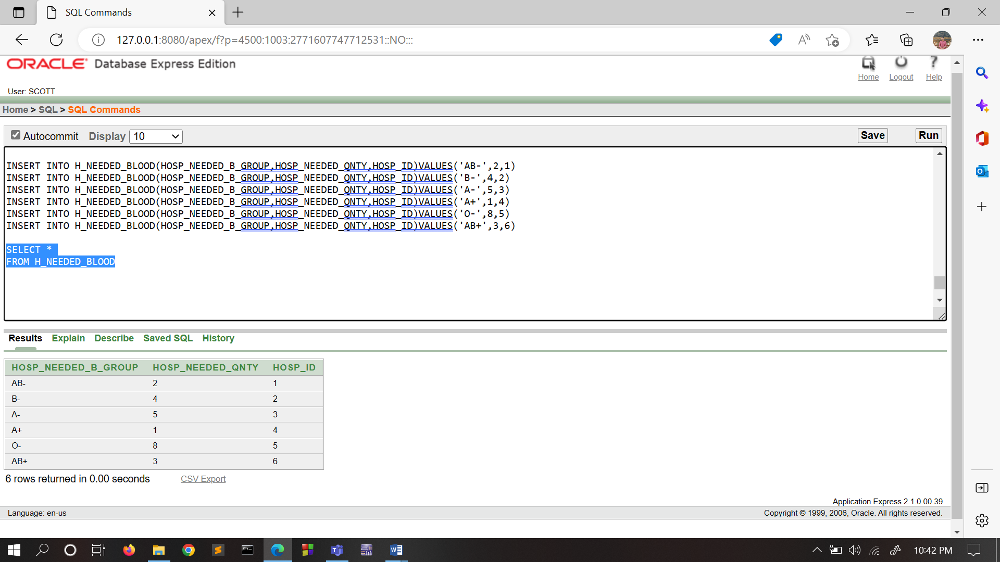 SQL Commands
127.0.0.1:8080/apex/f?p=4500:1003:2771607747712531::NO:::
ORACLE Database Express Edition
Home Logout Help
User: SCOTT
Home > SQL > SQL Commands
Autocommit Display 10 Save Run
INSERT INTO H_NEEDED_BLOOD(HOSP_NEEDED_B_GROUP,HOSP_NEEDED_QNTY,HOSP_ID)VALUES('AB-',2,1)
INSERT INTO H_NEEDED_BLOOD(HOSP_NEEDED_B_GROUP,HOSP_NEEDED_QNTY,HOSP_ID)VALUES('B-',4,2)
INSERT INTO H_NEEDED_BLOOD(HOSP_NEEDED_B_GROUP,HOSP_NEEDED_QNTY,HOSP_ID)VALUES('A-',5,3)
INSERT INTO H_NEEDED_BLOOD(HOSP_NEEDED_B_GROUP,HOSP_NEEDED_QNTY,HOSP_ID)VALUES('A+',1,4)
INSERT INTO H_NEEDED_BLOOD(HOSP_NEEDED_B_GROUP,HOSP_NEEDED_QNTY,HOSP_ID)VALUES('O-',8,5)
INSERT INTO H_NEEDED_BLOOD(HOSP_NEEDED_B_GROUP,HOSP_NEEDED_QNTY,HOSP_ID)VALUES('AB+',3,6)
SELECT *
FROM H_NEEDED_BLOOD
Results Explain Describe Saved SQL History
HOSP_NEEDED_B_GROUP HOSP_NEEDED_QNTY HOSP_ID
AB- 2 1
B- 4 2
A- 5 3
A+ 1 4
O- 8 5
AB+ 3 6
6 rows returned in 0.00 seconds CSV Export
Application Express 2.1.0.00.39
Language: en-us Copyright © 1999, 2006, Oracle. All rights reserved.
10:42 PM